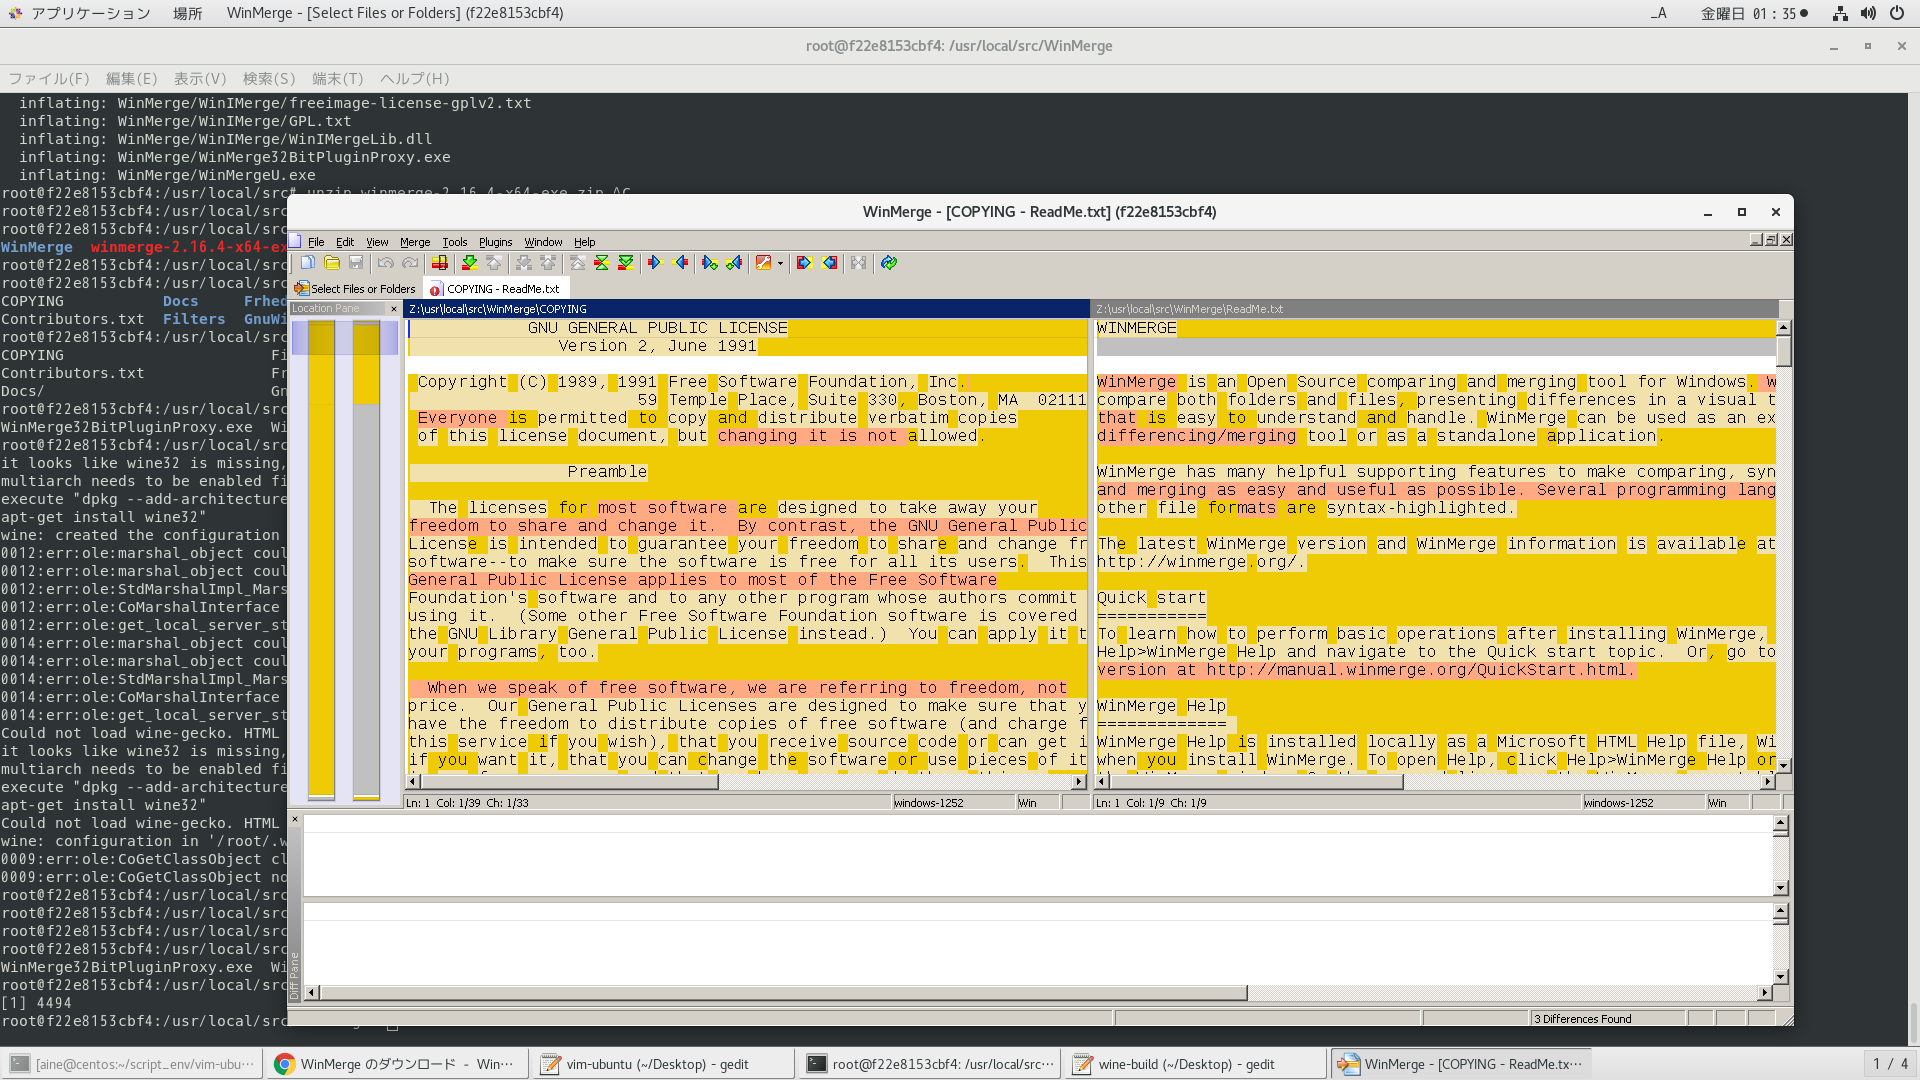 アプリケーション 場所 WinMerge - [Select Files or Folders] (f22e8153cbf4) _A 金曜日 01：35●
root@f22e8153cbf4: /usr/local/src/WinMerge
ファイル(F) 編集(E) 表示(V) 検索(S) 端末(T) ヘルプ(H)
inflating: WinMerge/WinIMerge/freeimage-license-gplv2.txt
inflating: WinMerge/WinIMerge/GPL.txt
inflating: WinMerge/WinIMerge/WinIMergeLib.dll
inflating: WinMerge/WinMerge32BitPluginProxy.exe
inflating: WinMerge/WinMergeU.exe
root@f22e8153cbf4:/usr/local/src# unzip winmerge-2.16.4-x64-exe.zip ^C
root@f22e8153cbf4:/usr/local/src
root@f22e8153cbf4:/usr/local/src
WinMerge winmerge-2.16.4-x64-ex
root@f22e8153cbf4:/usr/local/src
root@f22e8153cbf4:/usr/local/src
COPYING Docs Frhed
Contributors.txt Filters GnuWi
root@f22e8153cbf4:/usr/local/src
COPYING Fi
Contributors.txt Fr
Docs/ Gn
root@f22e8153cbf4:/usr/local/src
WinMerge32BitPluginProxy.exe Wi
root@f22e8153cbf4:/usr/local/src
it looks like wine32 is missing,
multiarch needs to be enabled fi
execute "dpkg --add-architecture
apt-get install wine32"
wine: created the configuration
0012:err:ole:marshal_object coul
0012:err:ole:marshal_object coul
0012:err:ole:StdMarshalImpl_Mars
0012:err:ole:CoMarshalInterface
0012:err:ole:get_local_server_st
0014:err:ole:marshal_object coul
0014:err:ole:marshal_object coul
0014:err:ole:StdMarshalImpl_Mars
0014:err:ole:CoMarshalInterface
0014:err:ole:get_local_server_st
Could not load wine-gecko. HTML
it looks like wine32 is missing,
multiarch needs to be enabled fi
execute "dpkg --add-architecture
apt-get install wine32"
Could not load wine-gecko. HTML
wine: configuration in '/root/.w
0009:err:ole:CoGetClassObject cl
0009:err:ole:CoGetClassObject no
root@f22e8153cbf4:/usr/local/src
root@f22e8153cbf4:/usr/local/src
root@f22e8153cbf4:/usr/local/src
root@f22e8153cbf4:/usr/local/src
WinMerge32BitPluginProxy.exe Wi
root@f22e8153cbf4:/usr/local/src
[1] 4494
root@f22e8153cbf4:/usr/local/src
WinMerge - [COPYING - ReadMe.txt] (f22e8153cbf4)
File Edit View Merge Tools Plugins Window Help
Select Files or Folders COPYING - ReadMe.txt
Location Pane
Z:\usr\local\src\WinMerge\COPYING
GNU GENERAL PUBLIC LICENSE
Version 2, June 1991
Copyright (C) 1989, 1991 Free Software Foundation, Inc.
59 Temple Place, Suite 330, Boston, MA 02111
Everyone is permitted to copy and distribute verbatim copies
of this license document, but changing it is not allowed.
Preamble
The licenses for most software are designed to take away your
freedom to share and change it. By contrast, the GNU General Public
License is intended to guarantee your freedom to share and change fr
software--to make sure the software is free for all its users. This
General Public License applies to most of the Free Software
Foundation's software and to any other program whose authors commit
using it. (Some other Free Software Foundation software is covered
the GNU Library General Public License instead.) You can apply it t
your programs, too.
When we speak of free software, we are referring to freedom, not
price. Our General Public Licenses are designed to make sure that y
have the freedom to distribute copies of free software (and charge f
this service if you wish), that you receive source code or can get i
if you want it, that you can change the software or use pieces of it
Ln: 1 Col: 1/39 Ch: 1/33 windows-1252 Win
Z:\usr\local\src\WinMerge\ReadMe.txt
WINMERGE
WinMerge is an Open Source comparing and merging tool for Windows. W
compare both folders and files, presenting differences in a visual t
that is easy to understand and handle. WinMerge can be used as an ex
differencing/merging tool or as a standalone application.
WinMerge has many helpful supporting features to make comparing, syn
and merging as easy and useful as possible. Several programming lang
other file formats are syntax-highlighted.
The latest WinMerge version and WinMerge information is available at
http://winmerge.org/.
Quick start
===========
To learn how to perform basic operations after installing WinMerge,
Help>WinMerge Help and navigate to the Quick start topic. Or, go to
version at http://manual.winmerge.org/QuickStart.html.
WinMerge Help
=============
WinMerge Help is installed locally as a Microsoft HTML Help file, Wi
when you install WinMerge. To open Help, click Help>WinMerge Help or
Ln: 1 Col: 1/9 Ch: 1/9 windows-1252 Win
Diff Pane
3 Differences Found
[aine@centos:~/script_env/vim-ubu… WinMerge のダウンロード - Win… vim-ubuntu (~/Desktop) - gedit root@f22e8153cbf4: /usr/local/src… wine-build (~/Desktop) - gedit WinMerge - [COPYING - ReadMe.tx… 1 / 4